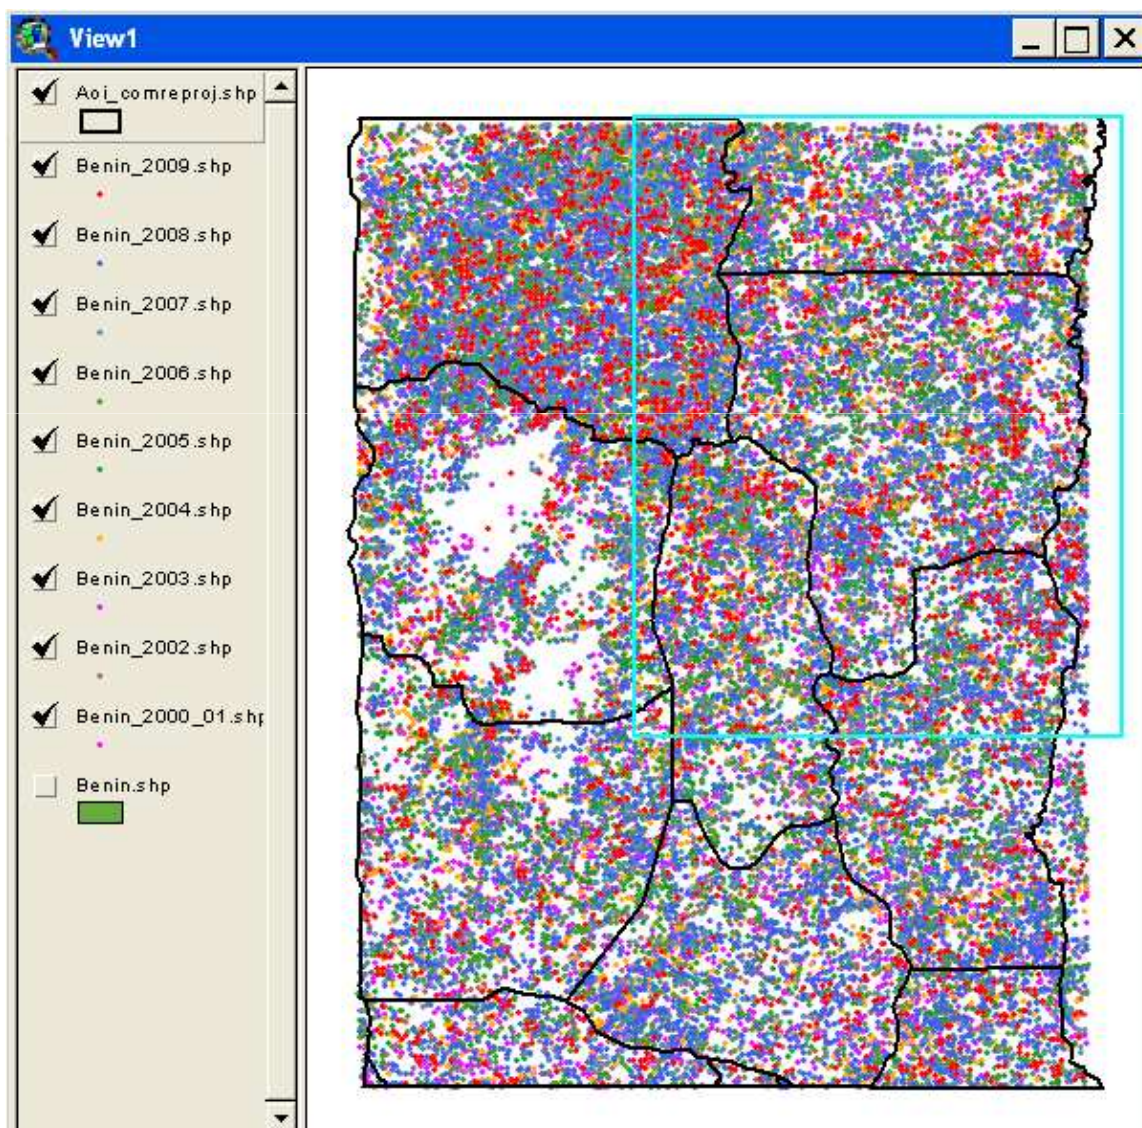 View1
Aoi_comreproj.shp
Benin_2009.shp
Benin_2008.shp
Benin_2007.shp
Benin_2006.shp
Benin_2005.shp
Benin_2004.shp
Benin_2003.shp
Benin_2002.shp
Benin_2000_01.shp
Benin.shp